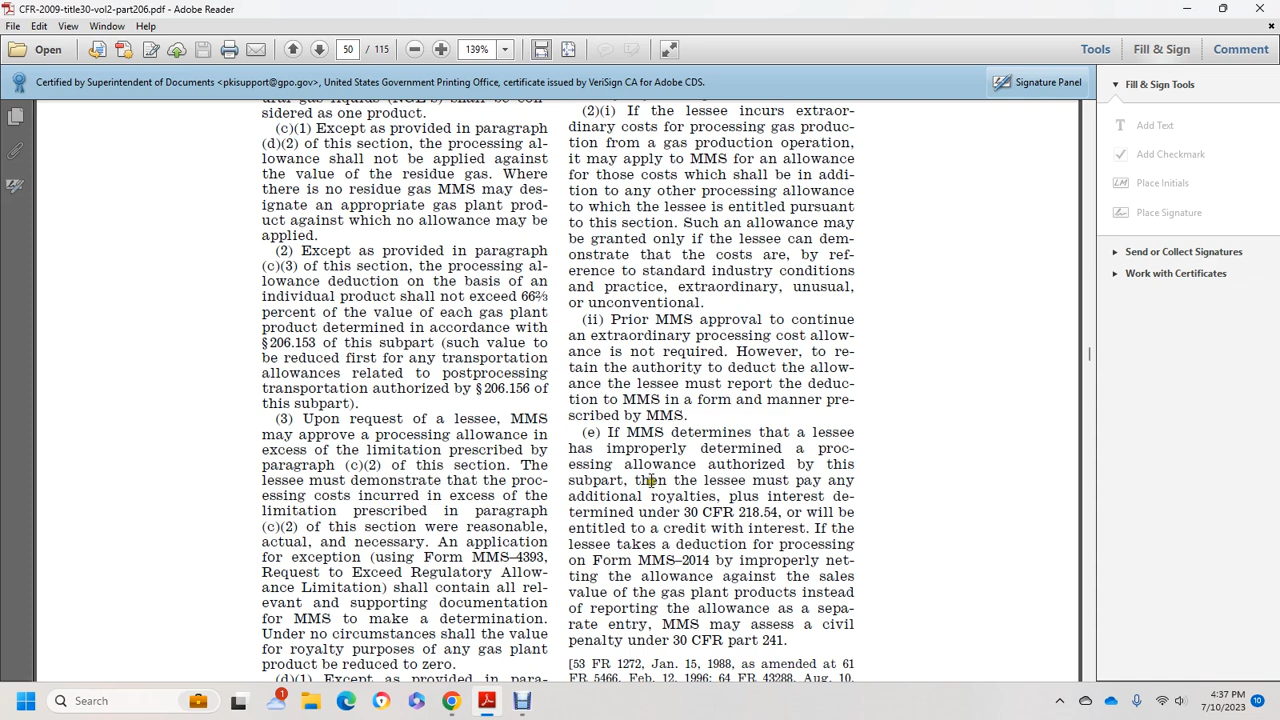 CFR-2009-title30-vol2-part206.pdf - Adobe Reader
File Edit View Window Help
Open 50 / 115 139% Tools Fill & Sign Comment
Certified by Superintendent of Documents <pkisupport@gpo.gov>, United States Government Printing Office, certificate issued by VeriSign CA for Adobe CDS.
Signature Panel
ural gas liquids (NGL's) shall be con-
sidered as one product.
(c)(1) Except as provided in paragraph
(d)(2) of this section, the processing al-
lowance shall not be applied against
the value of the residue gas. Where
there is no residue gas MMS may des-
ignate an appropriate gas plant prod-
uct against which no allowance may be
applied.
(2) Except as provided in paragraph
(c)(3) of this section, the processing al-
lowance deduction on the basis of an
individual product shall not exceed 66⅔
percent of the value of each gas plant
product determined in accordance with
§206.153 of this subpart (such value to
be reduced first for any transportation
allowances related to postprocessing
transportation authorized by §206.156 of
this subpart).
(3) Upon request of a lessee, MMS
may approve a processing allowance in
excess of the limitation prescribed by
paragraph (c)(2) of this section. The
lessee must demonstrate that the proc-
essing costs incurred in excess of the
limitation prescribed in paragraph
(c)(2) of this section were reasonable,
actual, and necessary. An application
for exception (using Form MMS–4393,
Request to Exceed Regulatory Allow-
ance Limitation) shall contain all rel-
evant and supporting documentation
for MMS to make a determination.
Under no circumstances shall the value
for royalty purposes of any gas plant
product be reduced to zero.
(d)(1) Except as provided in para-
(2)(i) If the lessee incurs extraor-
dinary costs for processing gas produc-
tion from a gas production operation,
it may apply to MMS for an allowance
for those costs which shall be in addi-
tion to any other processing allowance
to which the lessee is entitled pursuant
to this section. Such an allowance may
be granted only if the lessee can dem-
onstrate that the costs are, by ref-
erence to standard industry conditions
and practice, extraordinary, unusual,
or unconventional.
(ii) Prior MMS approval to continue
an extraordinary processing cost allow-
ance is not required. However, to re-
tain the authority to deduct the allow-
ance the lessee must report the deduc-
tion to MMS in a form and manner pre-
scribed by MMS.
(e) If MMS determines that a lessee
has improperly determined a proc-
essing allowance authorized by this
subpart, then the lessee must pay any
additional royalties, plus interest de-
termined under 30 CFR 218.54, or will be
entitled to a credit with interest. If the
lessee takes a deduction for processing
on Form MMS–2014 by improperly net-
ting the allowance against the sales
value of the gas plant products instead
of reporting the allowance as a sepa-
rate entry, MMS may assess a civil
penalty under 30 CFR part 241.
[53 FR 1272, Jan. 15, 1988, as amended at 61
FR 5466, Feb. 12, 1996; 64 FR 43288, Aug. 10,
Fill & Sign Tools
Add Text
Add Checkmark
LM Place Initials
Place Signature
Send or Collect Signatures
Work with Certificates
Search
1
4:37 PM
7/10/2023
10